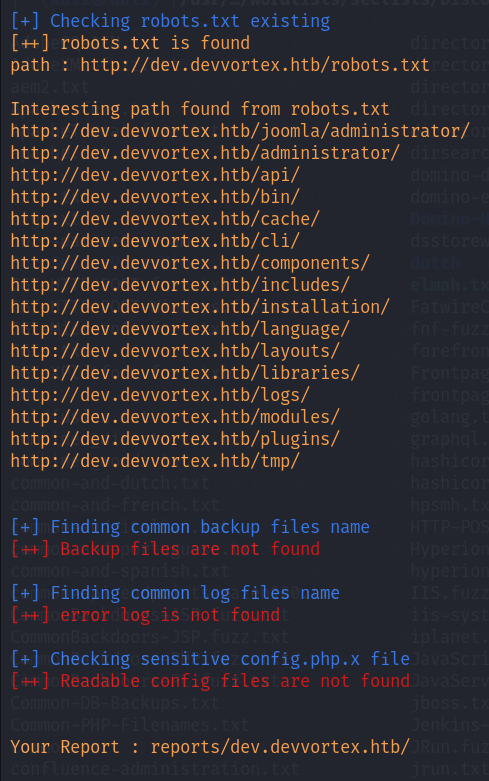 [+] Checking robots.txt existing
[++] robots.txt is found
path : http://dev.devvortex.htb/robots.txt
Interesting path found from robots.txt
http://dev.devvortex.htb/joomla/administrator/
http://dev.devvortex.htb/administrator/
http://dev.devvortex.htb/api/
http://dev.devvortex.htb/bin/
http://dev.devvortex.htb/cache/
http://dev.devvortex.htb/cli/
http://dev.devvortex.htb/components/
http://dev.devvortex.htb/includes/
http://dev.devvortex.htb/installation/
http://dev.devvortex.htb/language/
http://dev.devvortex.htb/layouts/
http://dev.devvortex.htb/libraries/
http://dev.devvortex.htb/logs/
http://dev.devvortex.htb/modules/
http://dev.devvortex.htb/plugins/
http://dev.devvortex.htb/tmp/
[+] Finding common backup files name
[++] Backup files are not found
[+] Finding common log files name
[++] error log is not found
[+] Checking sensitive config.php.x file
[++] Readable config files are not found
Your Report : reports/dev.devvortex.htb/